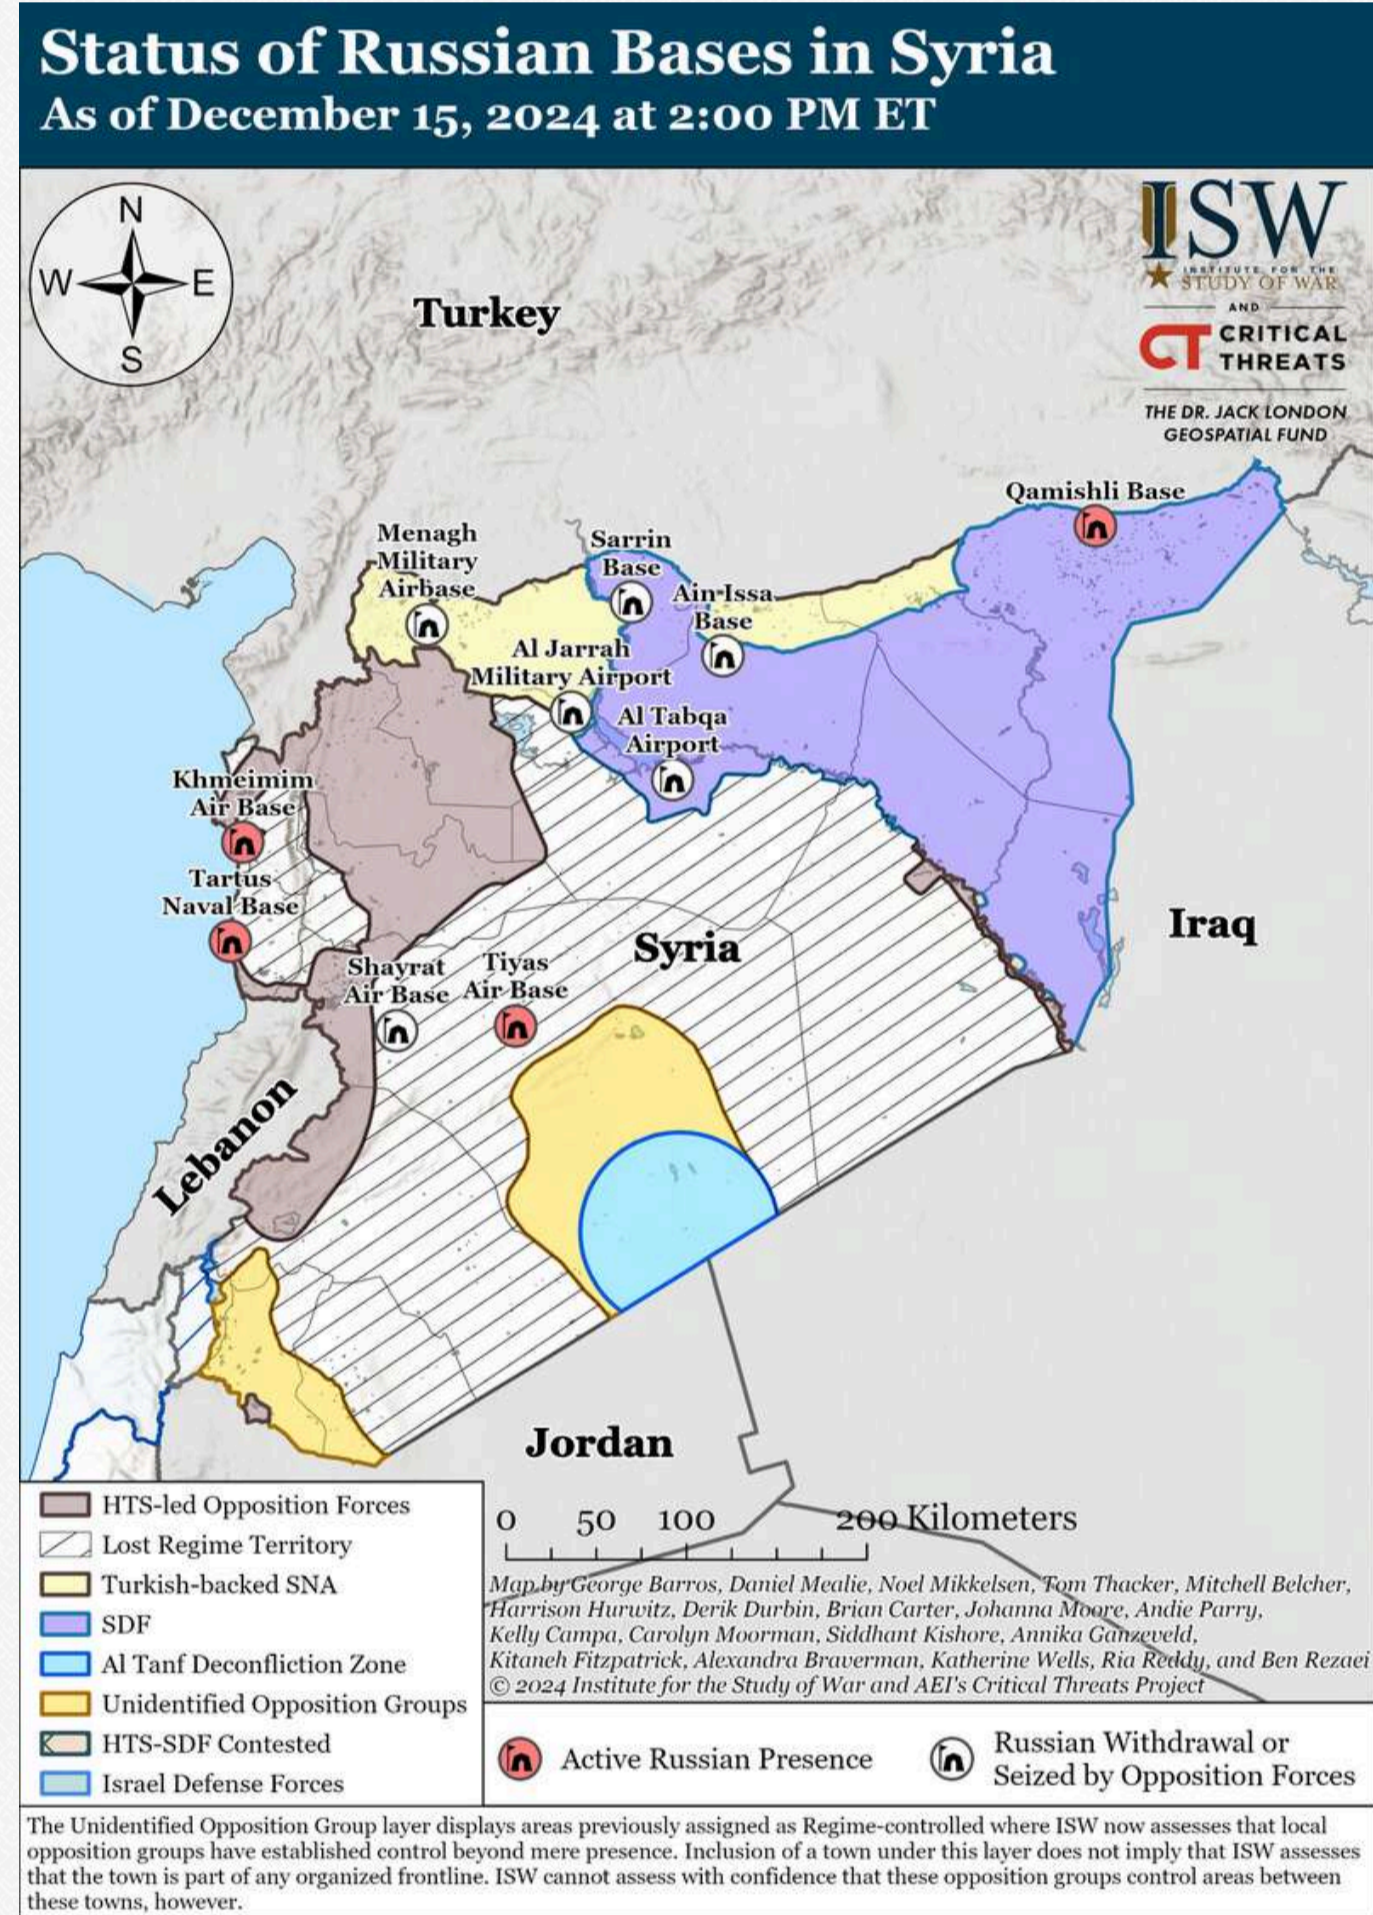 Status of Russian Bases in Syria
As of December 15, 2024 at 2:00 PM ET
N
W
E
S
ISW
INSTITUTE FOR THE
STUDY OF WAR
AND
CT CRITICAL
THREATS
THE DR. JACK LONDON
GEOSPATIAL FUND
Turkey
Qamishli Base
Menagh
Military
Airbase
Sarrin
Base
Ain-Issa
Base
Al Jarrah
Military Airport
Al Tabqa
Airport
Khmeimim
Air Base
Tartus
Naval Base
Iraq
Syria
Shayrat
Air Base
Tiyas
Air Base
Lebanon
Jordan
HTS-led Opposition Forces
Lost Regime Territory
Turkish-backed SNA
SDF
Al Tanf Deconfliction Zone
Unidentified Opposition Groups
HTS-SDF Contested
Israel Defense Forces
0 50 100 200 Kilometers
Map by George Barros, Daniel Mealie, Noel Mikkelsen, Tom Thacker, Mitchell Belcher,
Harrison Hurwitz, Derik Durbin, Brian Carter, Johanna Moore, Andie Parry,
Kelly Campa, Carolyn Moorman, Siddhant Kishore, Annika Ganzeveld,
Kitaneh Fitzpatrick, Alexandra Braverman, Katherine Wells, Ria Reddy, and Ben Rezaei
© 2024 Institute for the Study of War and AEI's Critical Threats Project
Active Russian Presence
Russian Withdrawal or
Seized by Opposition Forces
The Unidentified Opposition Group layer displays areas previously assigned as Regime-controlled where ISW now assesses that local
opposition groups have established control beyond mere presence. Inclusion of a town under this layer does not imply that ISW assesses
that the town is part of any organized frontline. ISW cannot assess with confidence that these opposition groups control areas between
these towns, however.